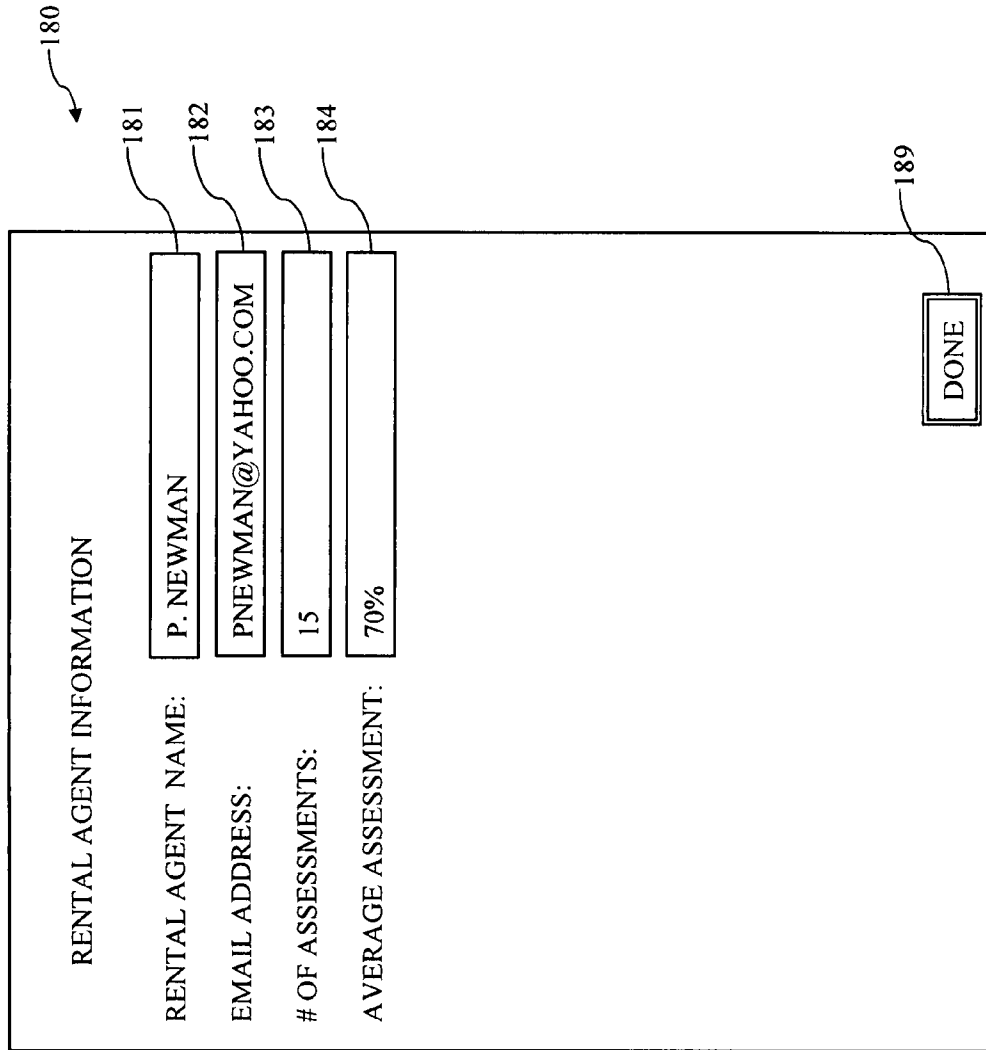 180
RENTAL AGENT INFORMATION
RENTAL AGENT NAME: P. NEWMAN 181
EMAIL ADDRESS: PNEWMAN@YAHOO.COM 182
# OF ASSESSMENTS: 15 183
AVERAGE ASSESSMENT: 70% 184
DONE 189